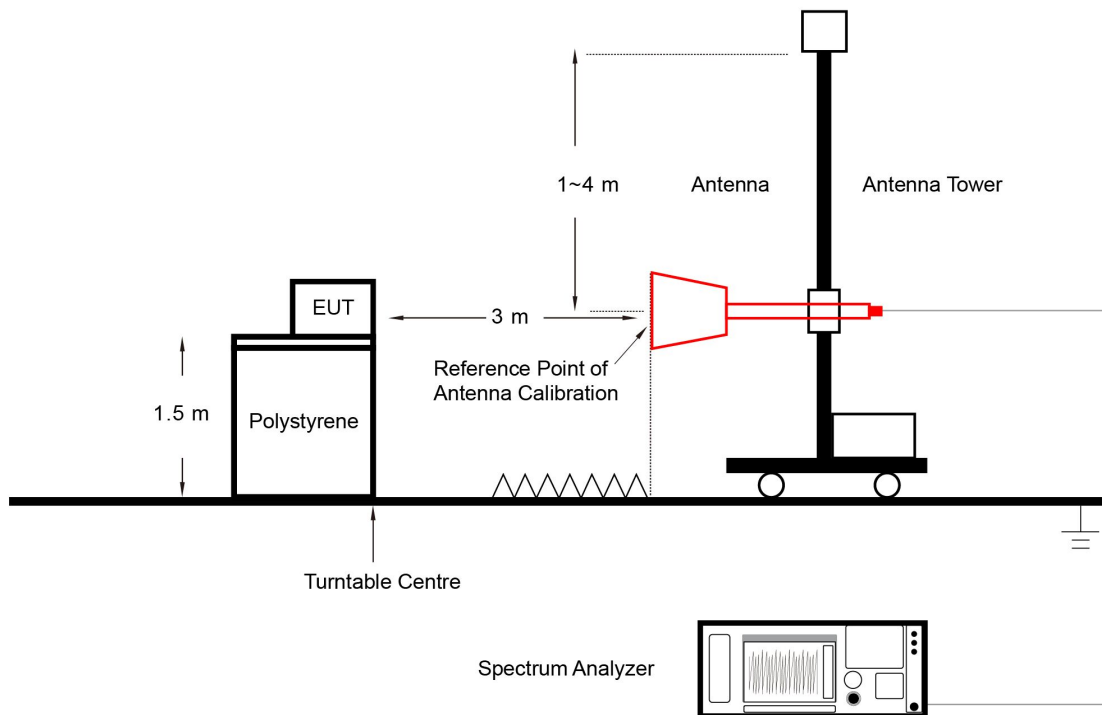 1~4 m
Antenna
Antenna Tower
EUT
3 m
Reference Point of
Antenna Calibration
1.5 m
Polystyrene
Turntable Centre
Spectrum Analyzer